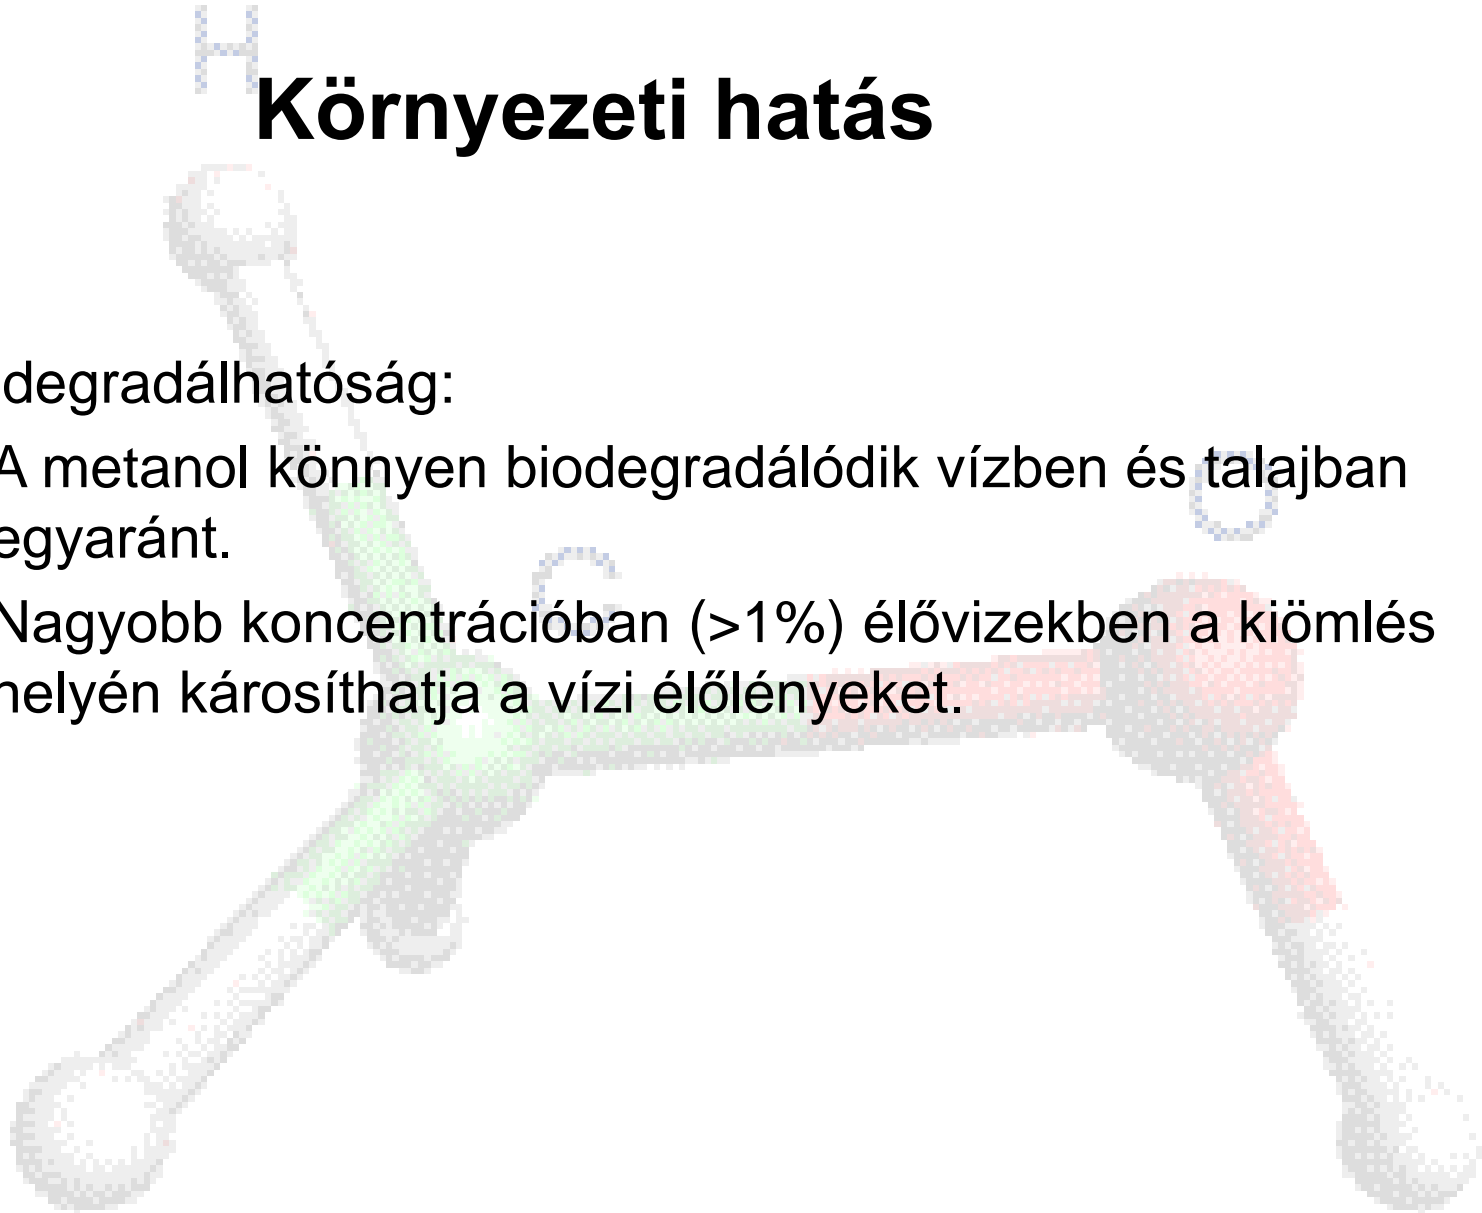 H
Környezeti hatás
degradálhatóság:
A metanol könnyen biodegradálódik vízben és talajban
egyaránt.
O
C
Nagyobb koncentrációban (>1%) élővizekben a kiömlés
helyén károsíthatja a vízi élőlényeket.